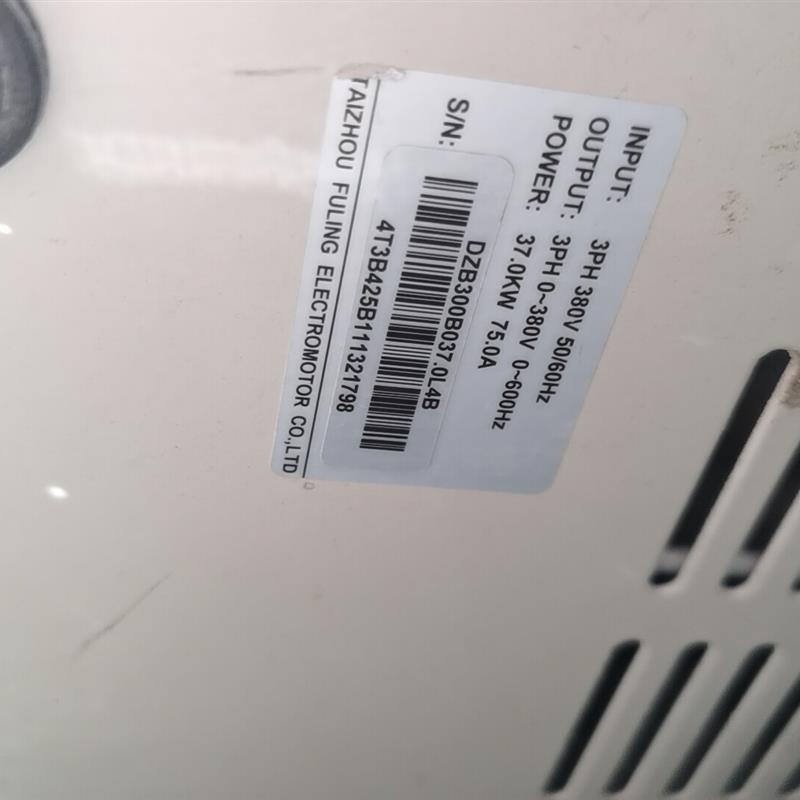 INPUT: 3PH 380V 50/60Hz
OUTPUT: 3PH 0~380V 0~600Hz
POWER: 37.0KW 75.0A
DZB300B037.0L4B
S/N:
4T3B425B111321798
TAIZHOU FULING ELECTROMOTOR CO.,LTD